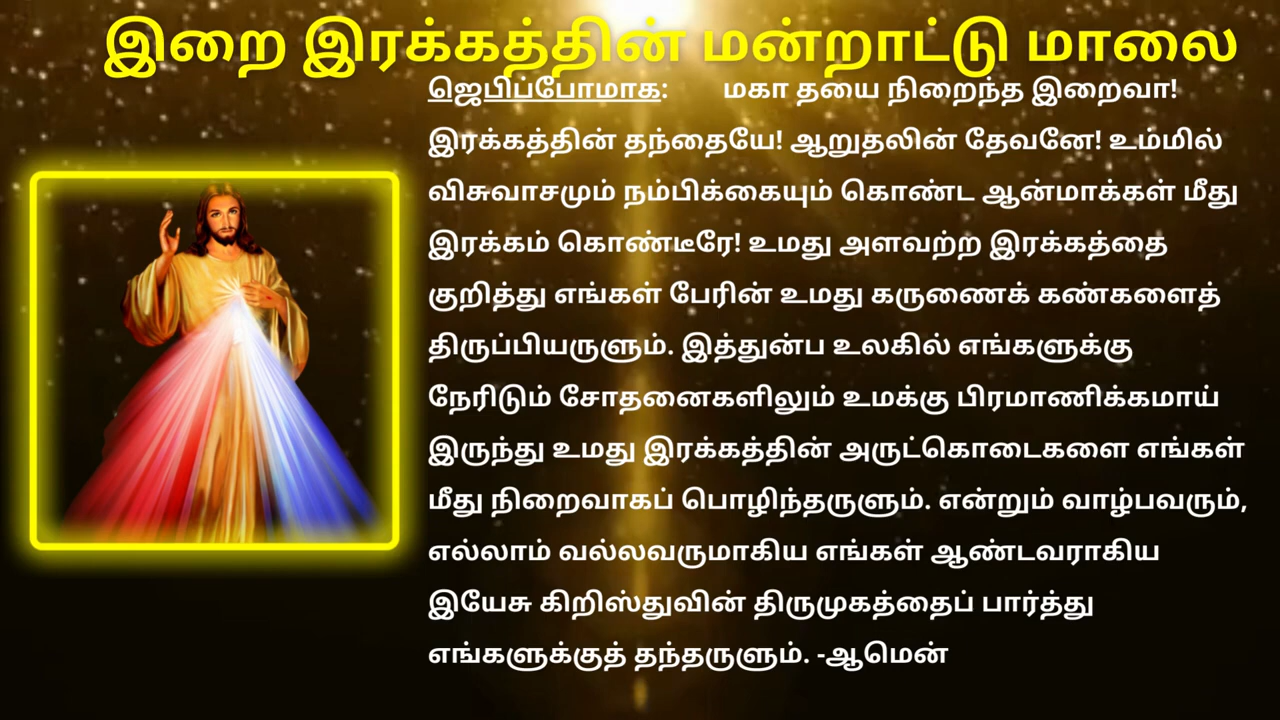 இறை இரக்கத்தின் மன்றாட்டு மாலை
ஜெபிப்போமாக: மகா தயை நிறைந்த இறைவா!
இரக்கத்தின் தந்தையே! ஆறுதலின் தேவனே! உம்மில்
விசுவாசமும் நம்பிக்கையும் கொண்ட ஆன்மாக்கள் மீது
இரக்கம் கொண்டீரே! உமது அளவற்ற இரக்கத்தை
குறித்து எங்கள் பேரின் உமது கருணைக் கண்களைத்
திருப்பியருளும். இத்துன்ப உலகில் எங்களுக்கு
நேரிடும் சோதனைகளிலும் உமக்கு பிரமாணிக்கமாய்
இருந்து உமது இரக்கத்தின் அருட்கொடைகளை எங்கள்
மீது நிறைவாகப் பொழிந்தருளும். என்றும் வாழ்பவரும்,
எல்லாம் வல்லவருமாகிய எங்கள் ஆண்டவராகிய
இயேசு கிறிஸ்துவின் திருமுகத்தைப் பார்த்து
எங்களுக்குத் தந்தருளும். -ஆமென்